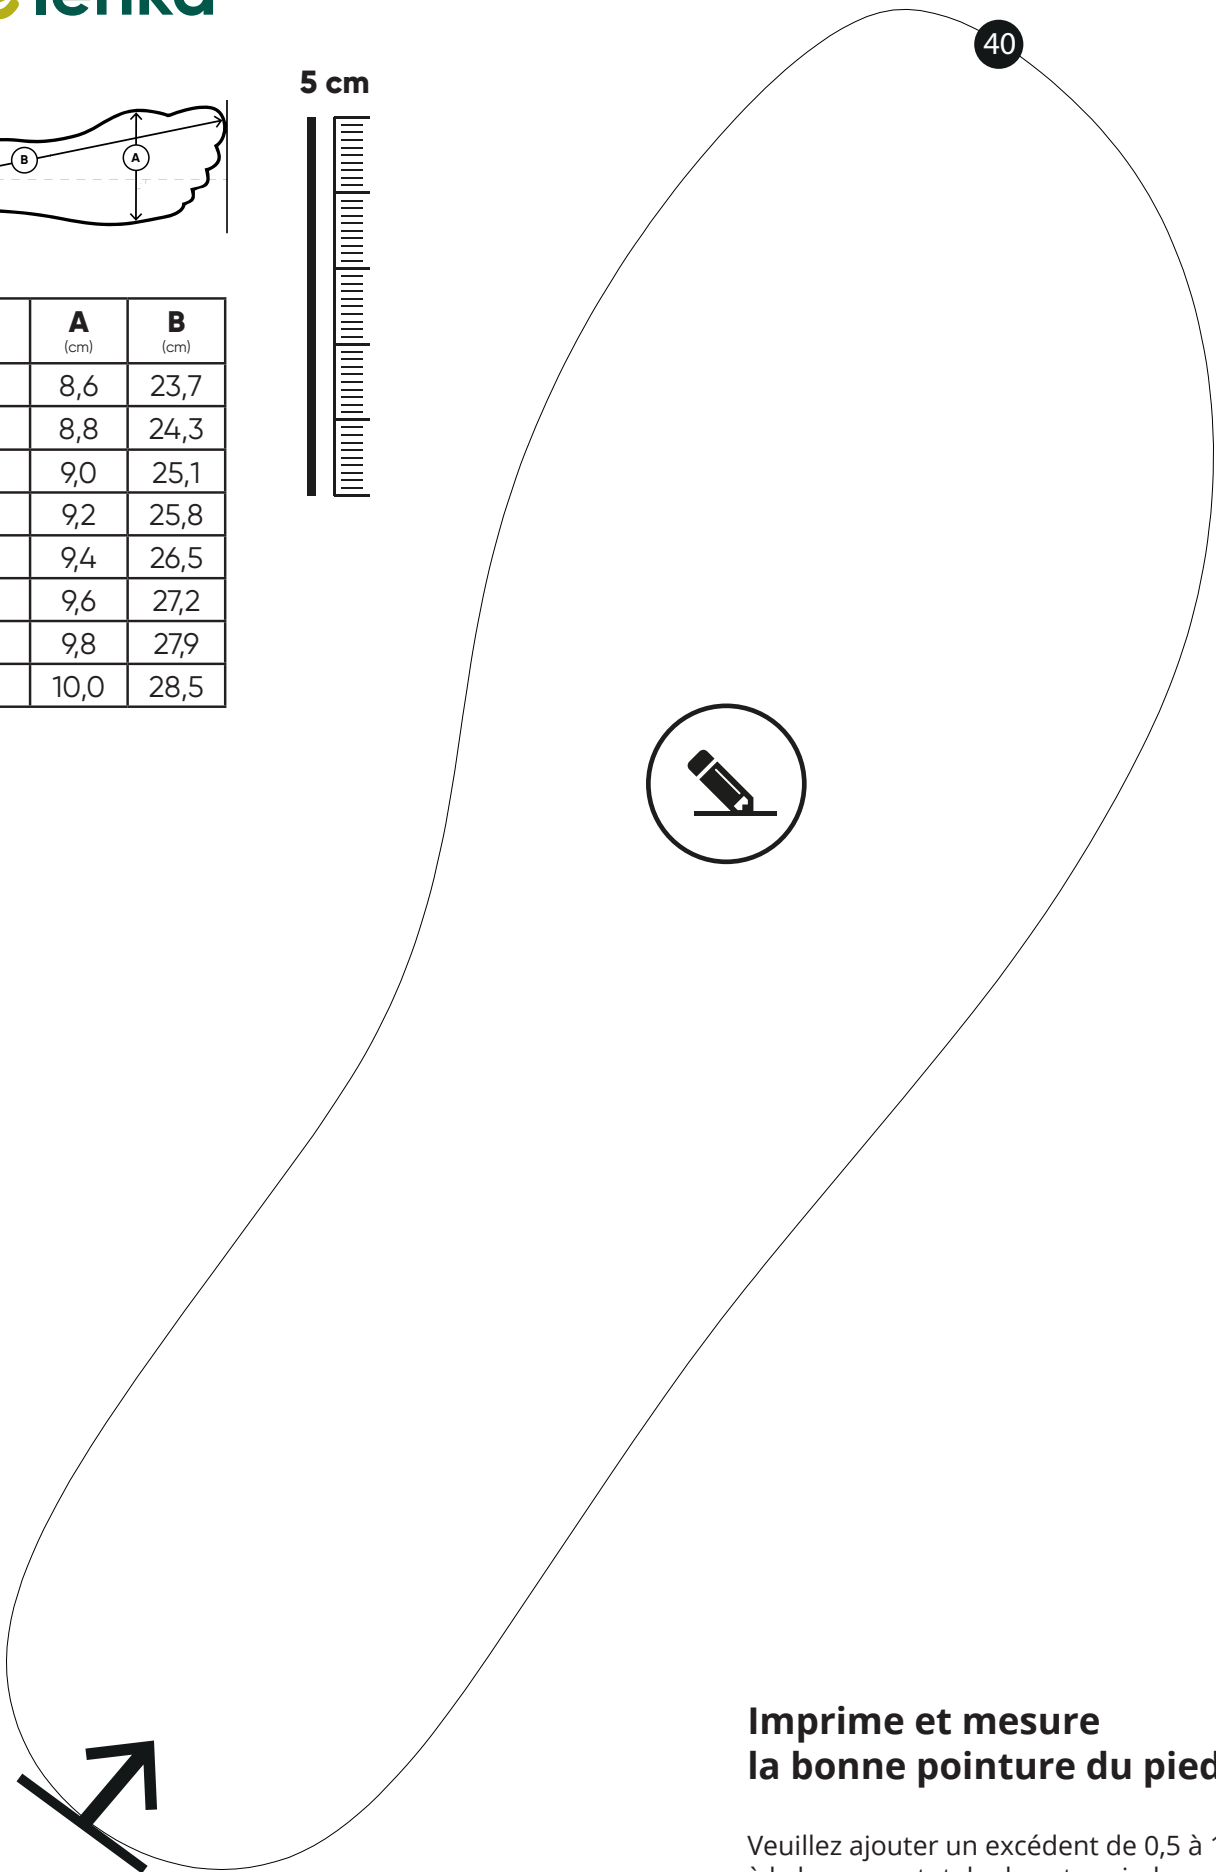 lenka
40
5 cm
B
A
A B
(cm) (cm)
8,6 23,7
8,8 24,3
9,0 25,1
9,2 25,8
9,4 26,5
9,6 27,2
9,8 27,9
10,0 28,5
Imprime et mesure
la bonne pointure du pied
Veuillez ajouter un excédent de 0,5 à